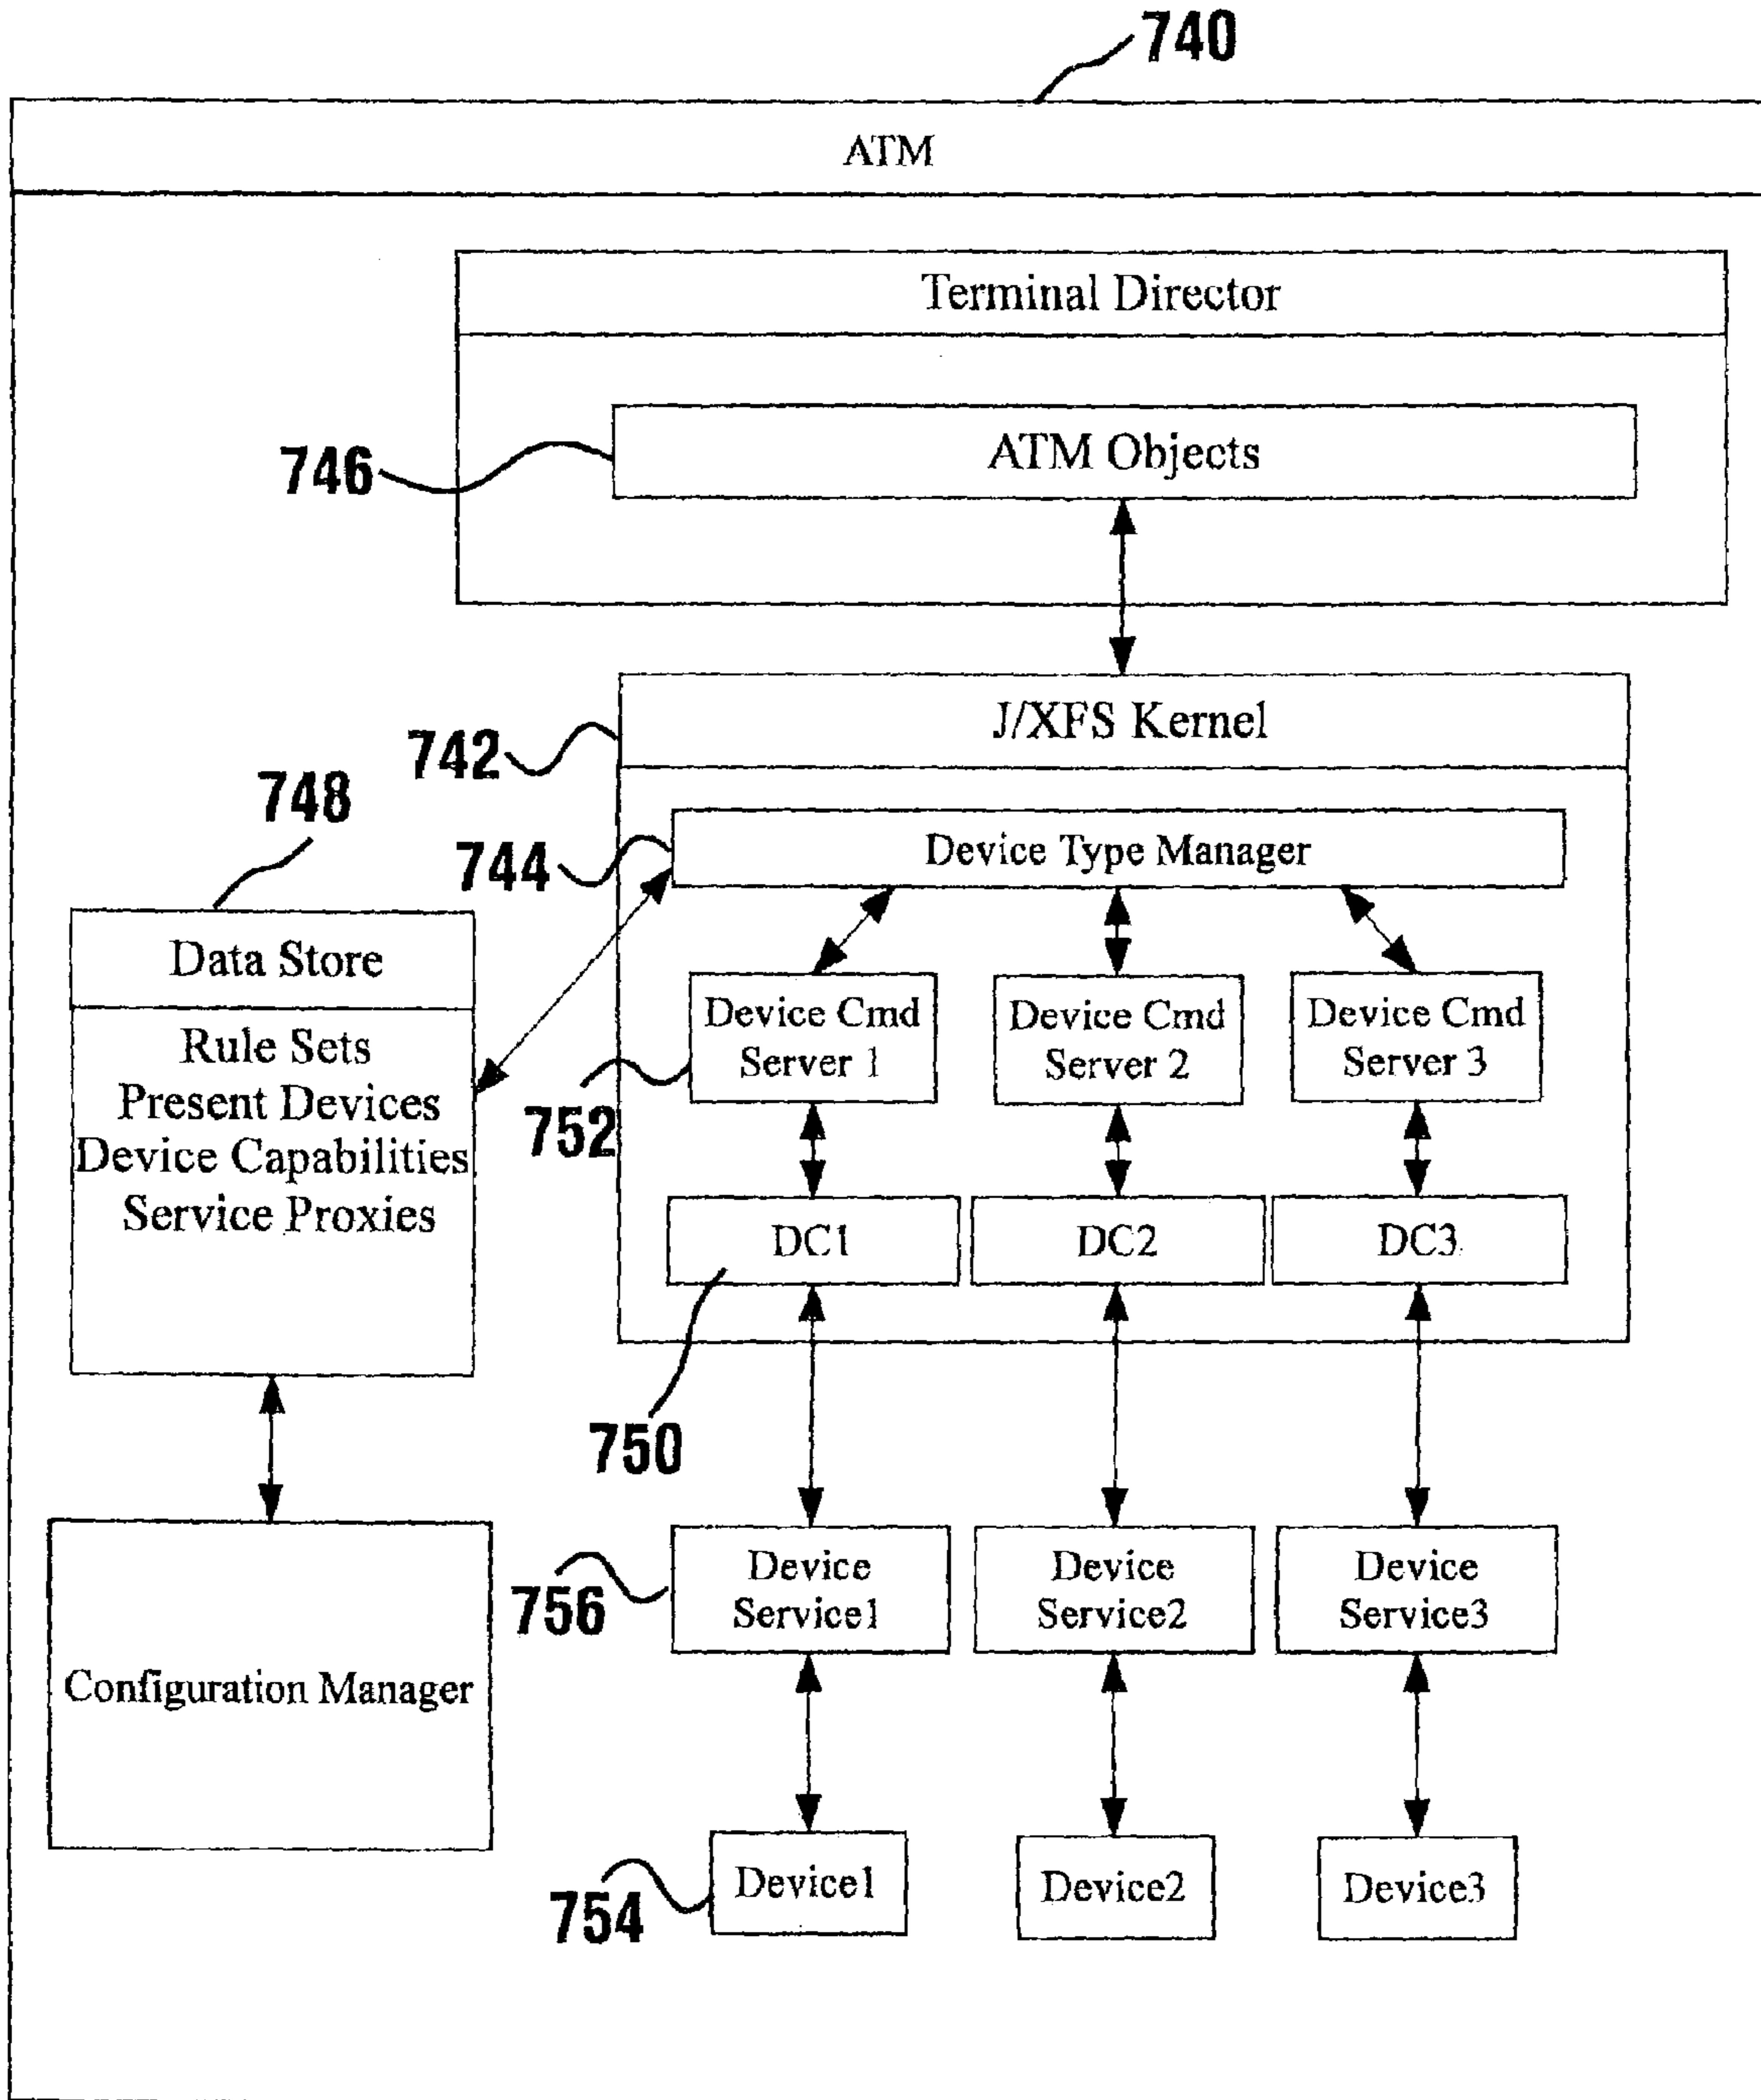 740
ATM
Terminal Director
746
ATM Objects
742
J/XFS Kernel
748
744
Device Type Manager
Data Store
Rule Sets
Present Devices
Device Capabilities
Service Proxies
752
Device Cmd
Server 1
Device Cmd
Server 2
Device Cmd
Server 3
DC1
DC2
DC3
750
756
Device
Service1
Device
Service2
Device
Service3
Configuration Manager
754
Device1
Device2
Device3